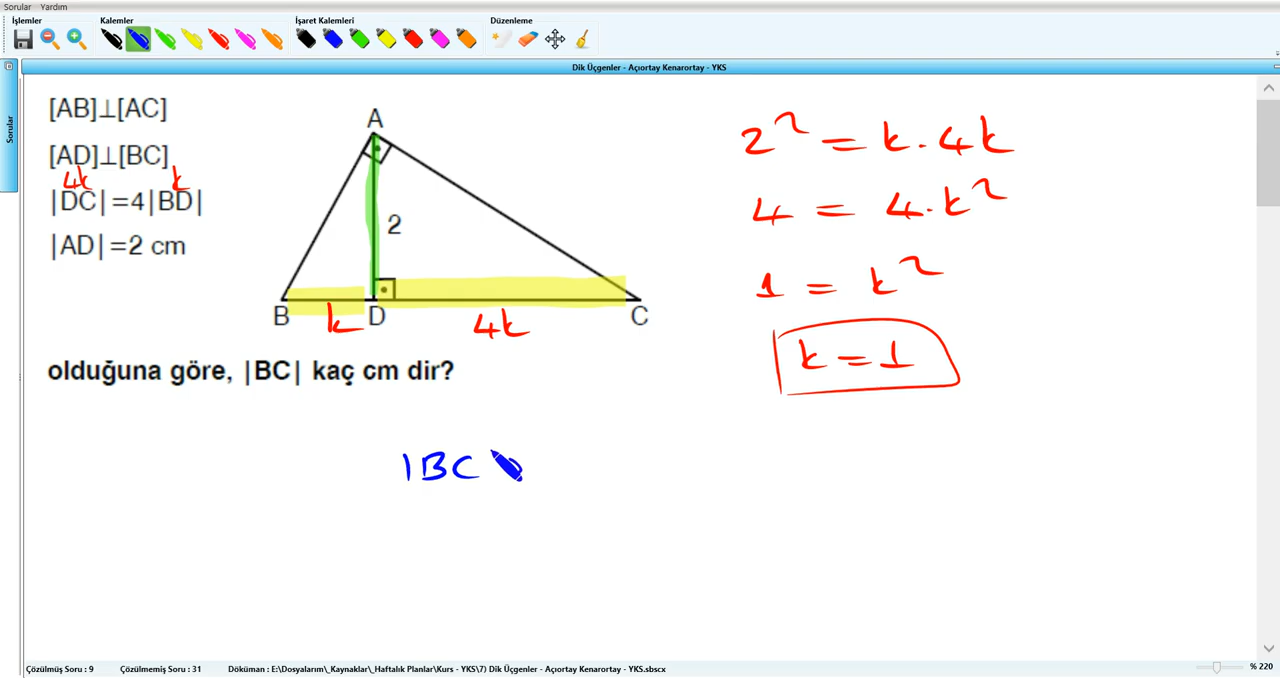 Sorular Yardım
İşlemler Kalemler İşaret Kalemleri Düzenleme
Dik Üçgenler - Açıortay Kenarortay - YKS
Sorular
[AB]⊥[AC]
[AD]⊥[BC]
4k k
|DC|=4|BD|
|AD|=2 cm
A
2
B D C
k 4k
olduğuna göre, |BC| kaç cm dir?
2² = k.4k
4 = 4.k²
1 = k²
k = 1
|BC
Çözülmüş Soru : 9 Çözülmemiş Soru : 31 Döküman : E:\Dosyalarım\_Kaynaklar\_Haftalık Planlar\Kurs - YKS\7) Dik Üçgenler - Açıortay Kenarortay - YKS.sbscx % 220